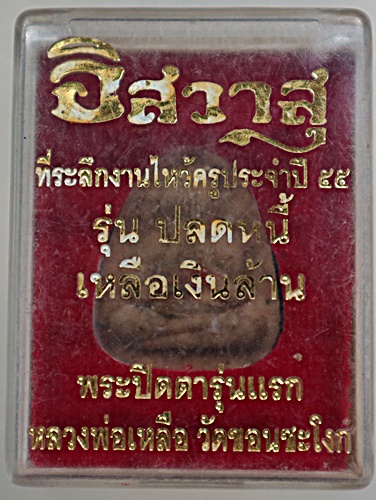 อิสวาสุ
ที่ระลึกงานไหว้ครูประจำปี ๕๕
รุ่น ปลดหนี้
เหลือเงินล้าน
พระปิดตารุ่นแรก
หลวงพ่อเหลือ วัดขอนชะโงก